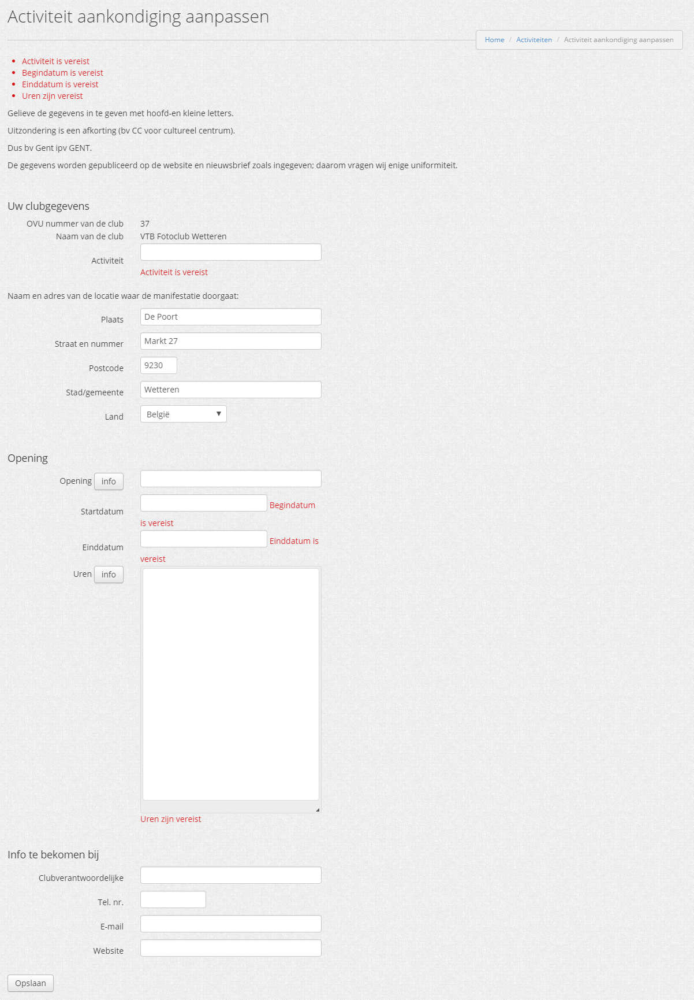 Activiteit aankondiging aanpassen
Home / Activiteiten / Activiteit aankondiging aanpassen
Activiteit is vereist
Begindatum is vereist
Einddatum is vereist
Uren zijn vereist
Gelieve de gegevens in te geven met hoofd-en kleine letters.
Uitzondering is een afkorting (bv CC voor cultureel centrum).
Dus bv Gent ipv GENT.
De gegevens worden gepubliceerd op de website en nieuwsbrief zoals ingegeven; daarom vragen wij enige uniformiteit.
Uw clubgegevens
OVU nummer van de club 37
Naam van de club VTB Fotoclub Wetteren
Activiteit
Activiteit is vereist
Naam en adres van de locatie waar de manifestatie doorgaat:
Plaats De Poort
Straat en nummer Markt 27
Postcode 9230
Stad/gemeente Wetteren
Land België
Opening
Opening info
Startdatum Begindatum
is vereist
Einddatum Einddatum is
vereist
Uren info
Uren zijn vereist
Info te bekomen bij
Clubverantwoordelijke
Tel. nr.
E-mail
Website
Opslaan